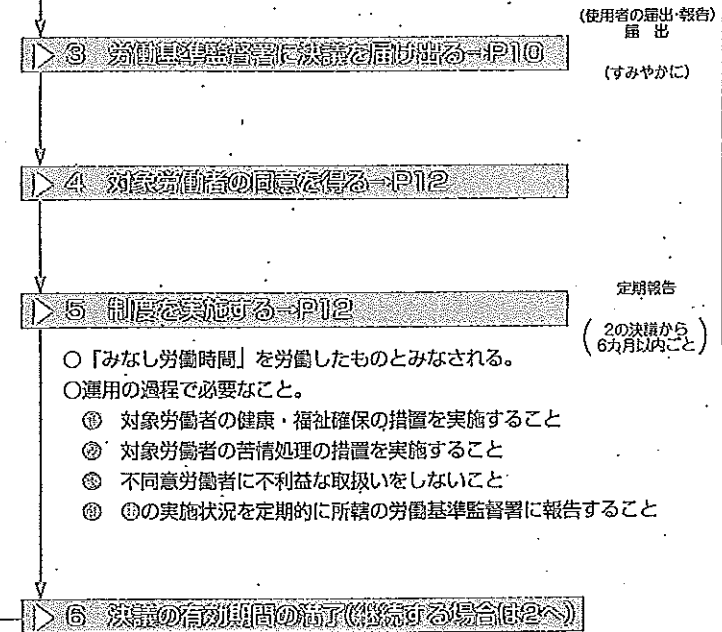 (使用者の届出・報告)
届 出
▷ 3 労働基準監督署に決議を届け出る→P10
(すみやかに)
▷ 4 対象労働者の同意を得る→P12
▷ 5 制度を実施する→P12
定期報告
(2の決議から
6カ月以内ごと)
○『みなし労働時間』を労働したものとみなされる。
○運用の過程で必要なこと。
① 対象労働者の健康・福祉確保の措置を実施すること
② 対象労働者の苦情処理の措置を実施すること
③ 不同意労働者に不利益な取扱いをしないこと
④ ①の実施状況を定期的に所轄の労働基準監督署に報告すること
▷ 6 決議の有効期間の満了(継続する場合は2へ)